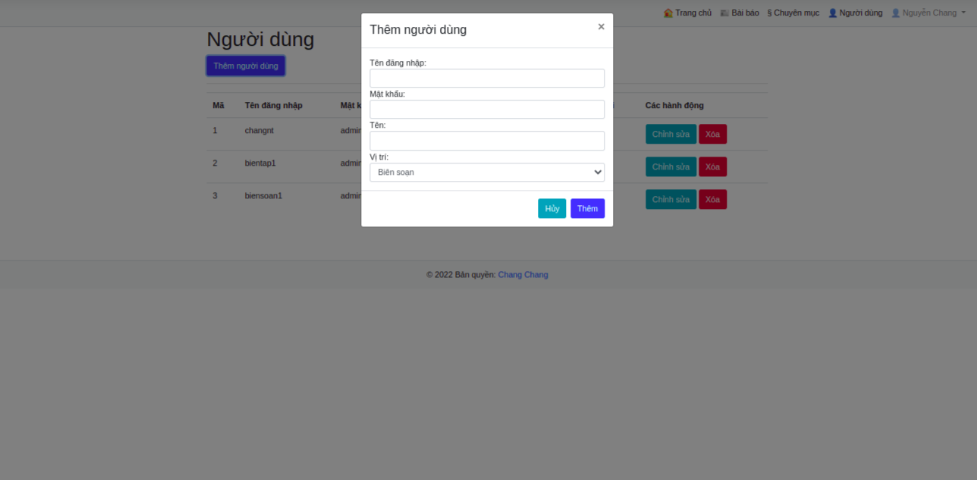 Thêm người dùng
×
Trang chủ Bài báo § Chuyên mục Người dùng Nguyễn Chang
Người dùng
Thêm người dùng
Tên đăng nhập:
Mật khẩu:
Tên:
Vị trí:
Biên soạn
Hủy Thêm
Mã Tên đăng nhập Các hành động
1 changnt Chỉnh sửa Xóa
2 bientap1 Chỉnh sửa Xóa
3 biensoan1 Chỉnh sửa Xóa
© 2022 Bản quyền: Chang Chang